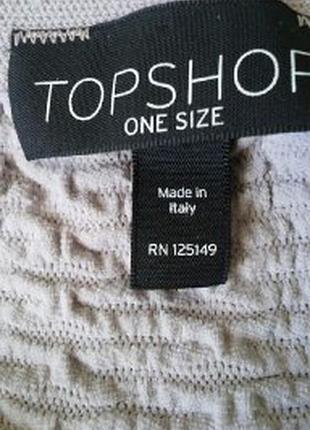 TOPSHOP
ONE SIZE
Made in
Italy
RN 125149